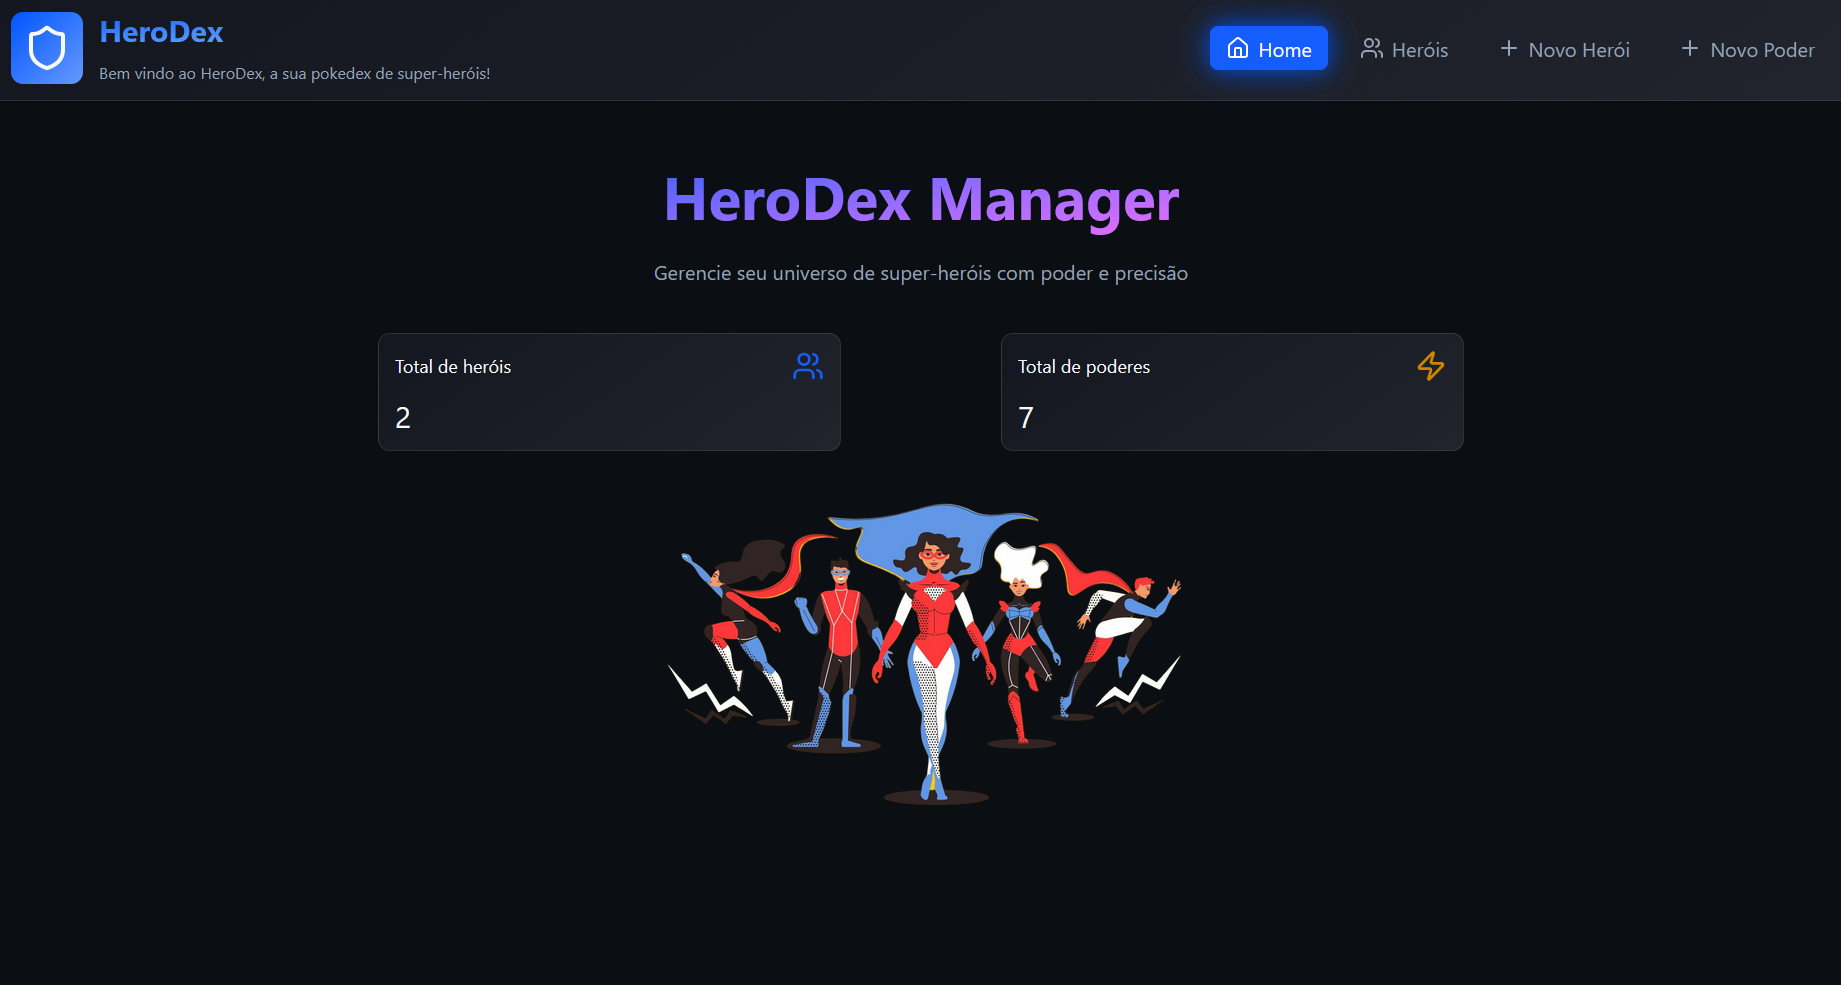 HeroDex
Bem vindo ao HeroDex, a sua pokedex de super-heróis!
Home
Heróis
Novo Herói
Novo Poder
HeroDex Manager
Gerencie seu universo de super-heróis com poder e precisão
Total de heróis
2
Total de poderes
7